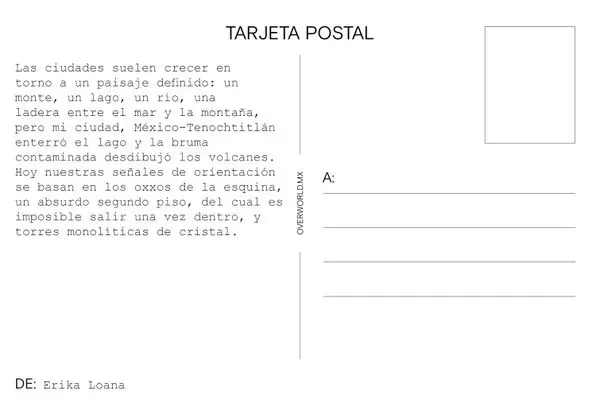 TARJETA POSTAL
Las ciudades suelen crecer en
torno a un paisaje definido: un
monte, un lago, un río, una
ladera entre el mar y la montaña,
pero mi ciudad, México-Tenochtitlán
enterró el lago y la bruma
contaminada desdibujó los volcanes.
Hoy nuestras señales de orientación
se basan en los oxxos de la esquina,
un absurdo segundo piso, del cual es
imposible salir una vez dentro, y
torres monolíticas de cristal.
OVERWORLD.MX
A:
DE: Erika Loana